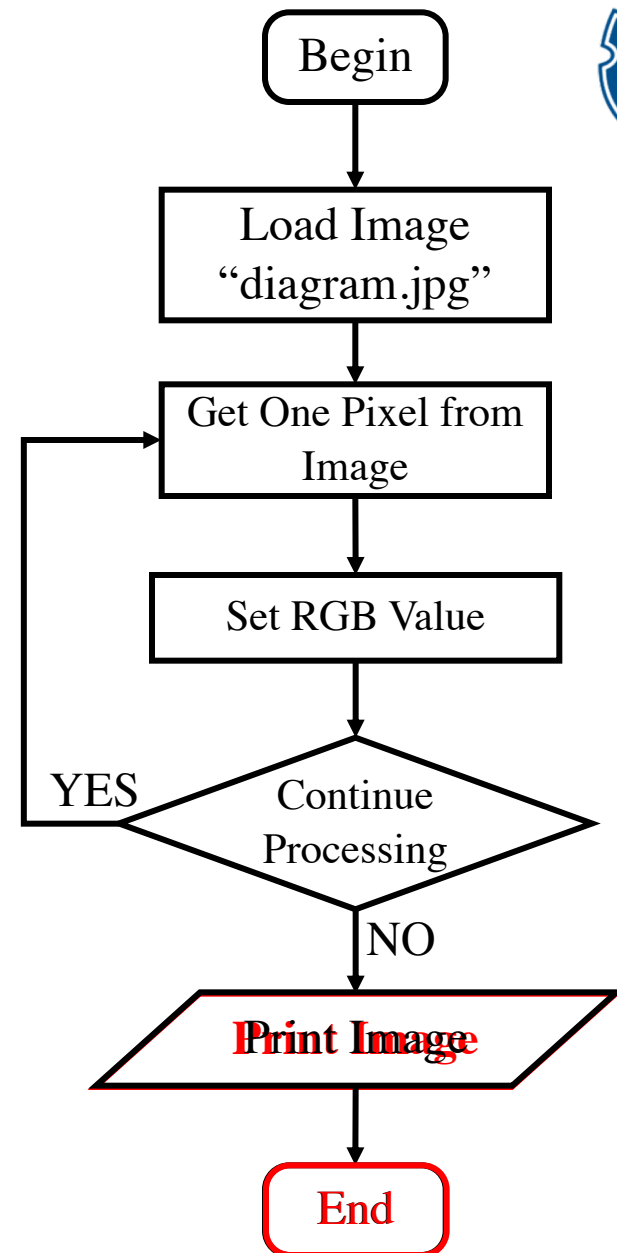 Begin
Load Image
“diagram.jpg”
Get One Pixel from
Image
Set RGB Value
YES
Continue
Processing
NO
Print Image
End